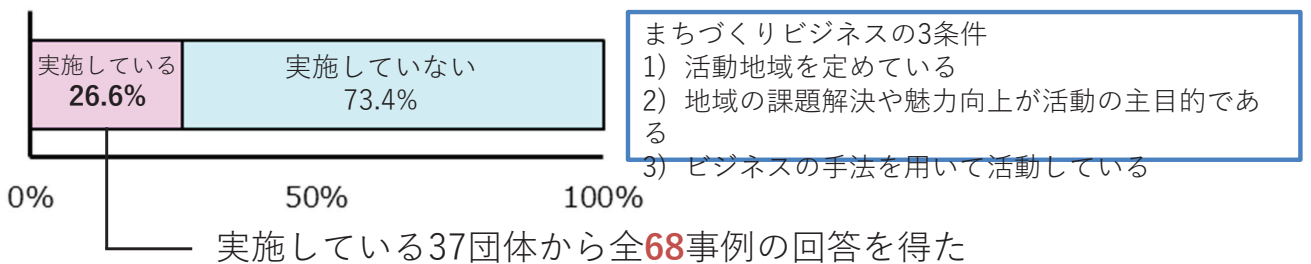 実施している
26.6%
実施していない
73.4%
0%
50%
100%
まちづくりビジネスの3条件
1）活動地域を定めている
2）地域の課題解決や魅力向上が活動の主目的であ
る
3）ビジネスの手法を用いて活動している
実施している37団体から全68事例の回答を得た